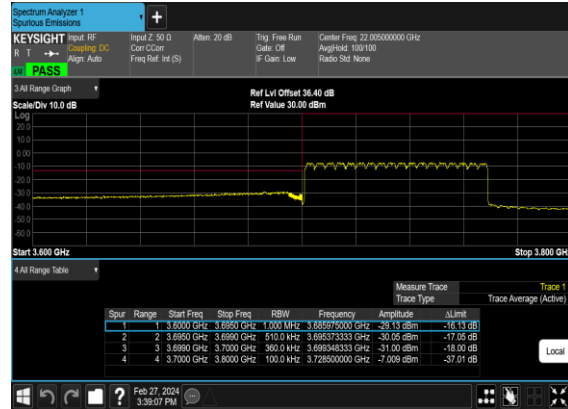 Spectrum Analyzer 1
Spurious Emissions
KEYSIGHT Input: RF Input Z: 50 Ω Atten: 20 dB Trig: Free Run Center Freq: 22.005000000 GHz
R T Coupling: DC Corr CCorr Gate: Off Avg|Hold: 100/100
Align: Auto Freq Ref: Int (S) IF Gain: Low Radio Std: None
PASS
3 All Range Graph
Ref Lvl Offset 36.40 dB
Scale/Div 10.0 dB Ref Value 30.00 dBm
Log
20.0
10.0
0.00
-10.0
-20.0
-30.0
-40.0
-50.0
-60.0
Start 3.600 GHz Stop 3.800 GHz
4 All Range Table
Measure Trace Trace 1
Trace Type Trace Average (Active)
Spur Range Start Freq Stop Freq RBW Frequency Amplitude ΔLimit
1 1 3.6000 GHz 3.6950 GHz 1.000 MHz 3.685975000 GHz -29.13 dBm -16.13 dB
2 2 3.6950 GHz 3.6990 GHz 510.0 kHz 3.695373333 GHz -30.05 dBm -17.05 dB
3 3 3.6990 GHz 3.7000 GHz 360.0 kHz 3.699348333 GHz -31.00 dBm -18.00 dB
4 4 3.7000 GHz 3.8000 GHz 100.0 kHz 3.728500000 GHz -7.009 dBm -37.01 dB
Local
Feb 27, 2024
3:39:07 PM